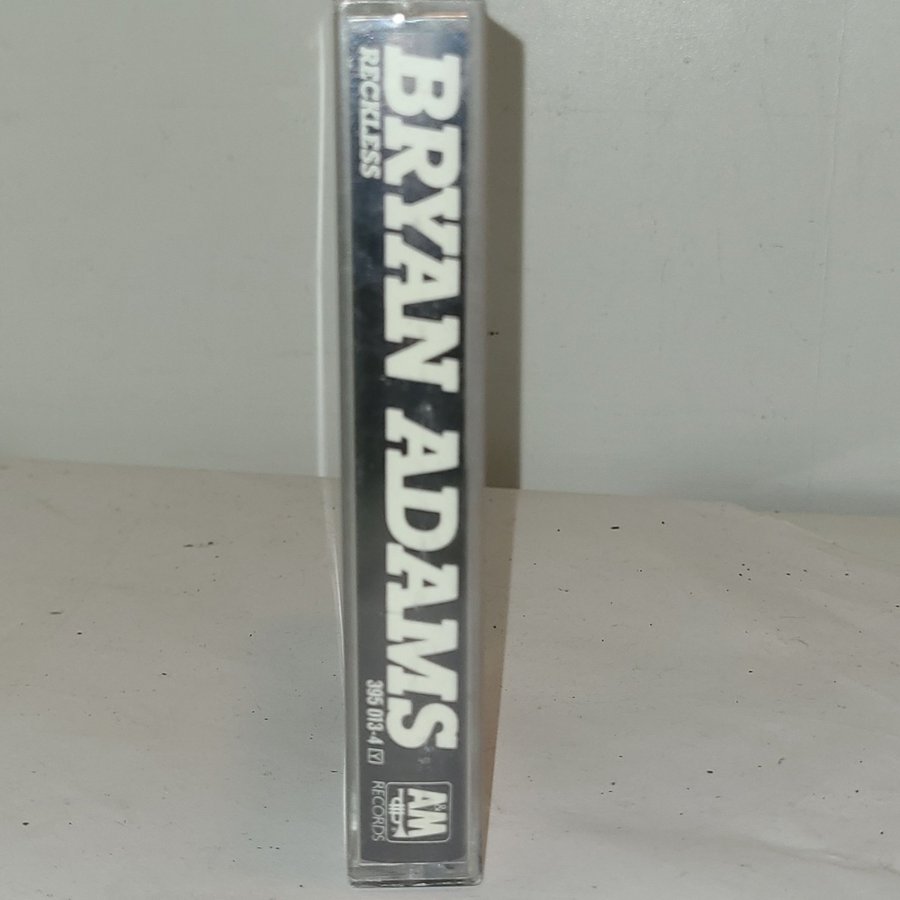 BRYAN ADAMS
RECKLESS
395 013-4 Y
A&M
RECORDS